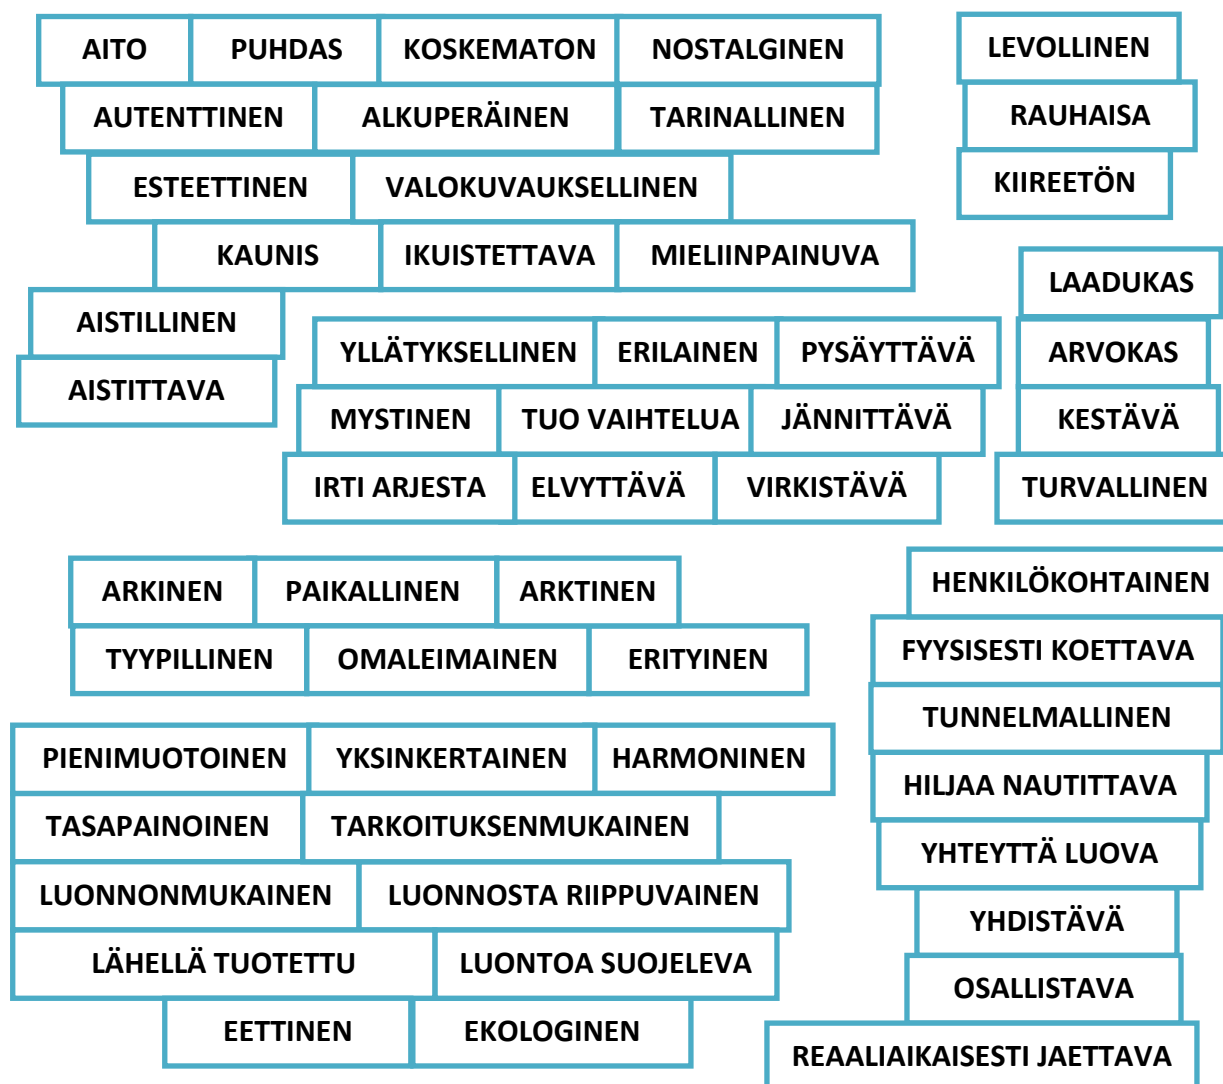 AITO PUHDAS KOSKEMATON NOSTALGINEN
AUTENTTINEN ALKUPERÄINEN TARINALLINEN
ESTEETTINEN VALOKUVAUKSELLINEN
KAUNIS IKUISTETTAVA MIELIINPAINUVA
AISTILLINEN
AISTITTAVA
YLLÄTYKSELLINEN ERILAINEN PYSÄYTTÄVÄ
MYSTINEN TUO VAIHTELUA JÄNNITTÄVÄ
IRTI ARJESTA ELVYTTÄVÄ VIRKISTÄVÄ
LEVOLLINEN
RAUHAISA
KIIREETÖN
LAADUKAS
ARVOKAS
KESTÄVÄ
TURVALLINEN
ARKINEN PAIKALLINEN ARKTINEN
TYYPILLINEN OMALEIMAINEN ERITYINEN
PIENIMUOTOINEN YKSINKERTAINEN HARMONINEN
TASAPAINOINEN TARKOITUKSENMUKAINEN
LUONNONMUKAINEN LUONNOSTA RIIPPUVAINEN
LÄHELLÄ TUOTETTU LUONTOA SUOJELEVA
EETTINEN EKOLOGINEN
HENKILÖKOHTAINEN
FYYSISESTI KOETTAVA
TUNNELMALLINEN
HILJAA NAUTITTAVA
YHTEYTTÄ LUOVA
YHDISTÄVÄ
OSALLISTAVA
REAALIAIKAISESTI JAETTAVA